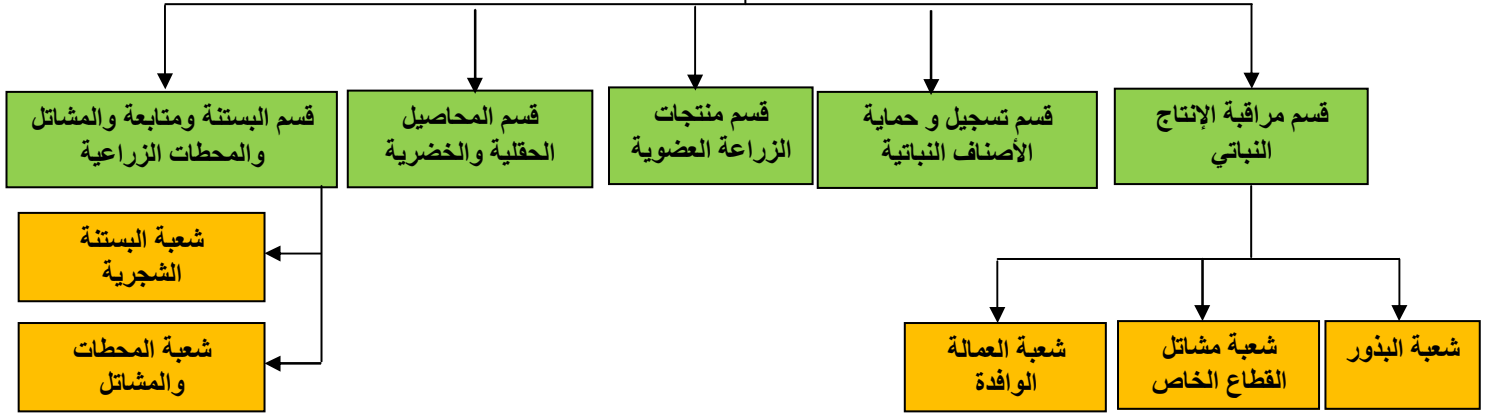 قسم مراقبة الإنتاج
النباتي
قسم تسجيل و حماية
الأصناف النباتية
قسم منتجات
الزراعة العضوية
قسم المحاصيل
الحقلية والخضرية
قسم البستنة ومتابعة والمشاتل
والمحطات الزراعية
شعبة البذور
شعبة مشاتل
القطاع الخاص
شعبة العمالة
الوافدة
شعبة البستنة
الشجرية
شعبة المحطات
والمشاتل